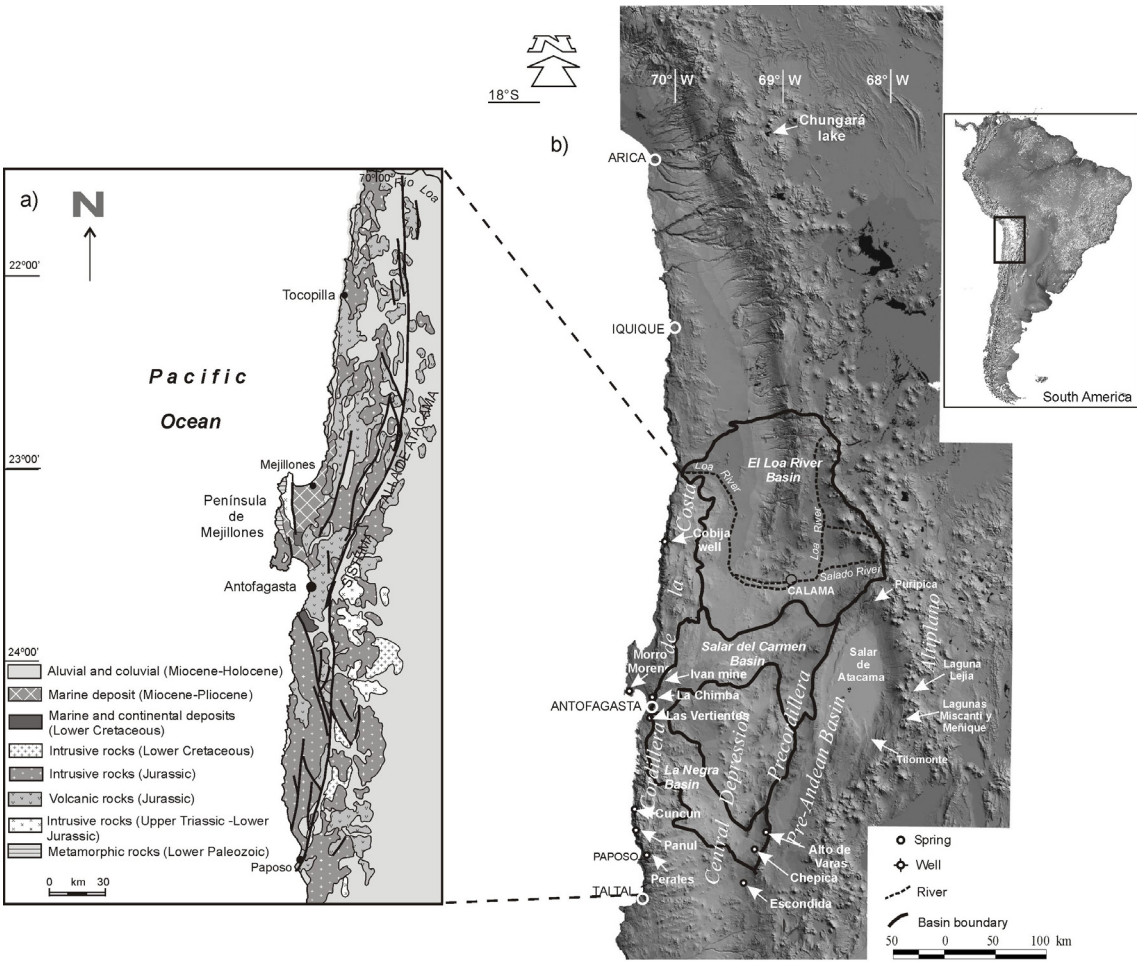 a)
N
70°00'
Rio Loa
22°00'
Tocopilla
Pacific
Ocean
23°00'
Mejillones
Península
de
Mejillones
SISTEMA FALLA DE ATACAMA
Antofagasta
24°00'
Aluvial and coluvial (Miocene-Holocene)
Marine deposit (Miocene-Pliocene)
Marine and continental deposits
(Lower Cretaceous)
Intrusive rocks (Lower Cretaceous)
Intrusive rocks (Jurassic)
Volcanic rocks (Jurassic)
Intrusive rocks (Upper Triassic -Lower
Jurassic)
Metamorphic rocks (Lower Paleozoic)
Paposo
0 km 30
N
18°S
b)
70° W
69° W
68° W
Chungará
lake
ARICA
IQUIQUE
El Loa River
Basin
Loa
River
Loa
River
Cobija
well
Salado River
CALAMA
Puripica
Cordillera de la Costa
Altiplano
Salar del Carmen
Basin
Salar
de
Atacama
Morro
Moreno
Ivan mine
Laguna
Lejia
La Chimba
ANTOFAGASTA
Las Vertientes
Lagunas
Miscanti y
Meñique
Tilomonte
Central Depression
Precordillera
Pre-Andean Basin
La Negra
Basin
Cuncun
Panul
PAPOSO
Perales
Alto de
Varas
Chepica
TALTAL
Escondida
Spring
Well
River
Basin boundary
50 0 50 100 km
South America